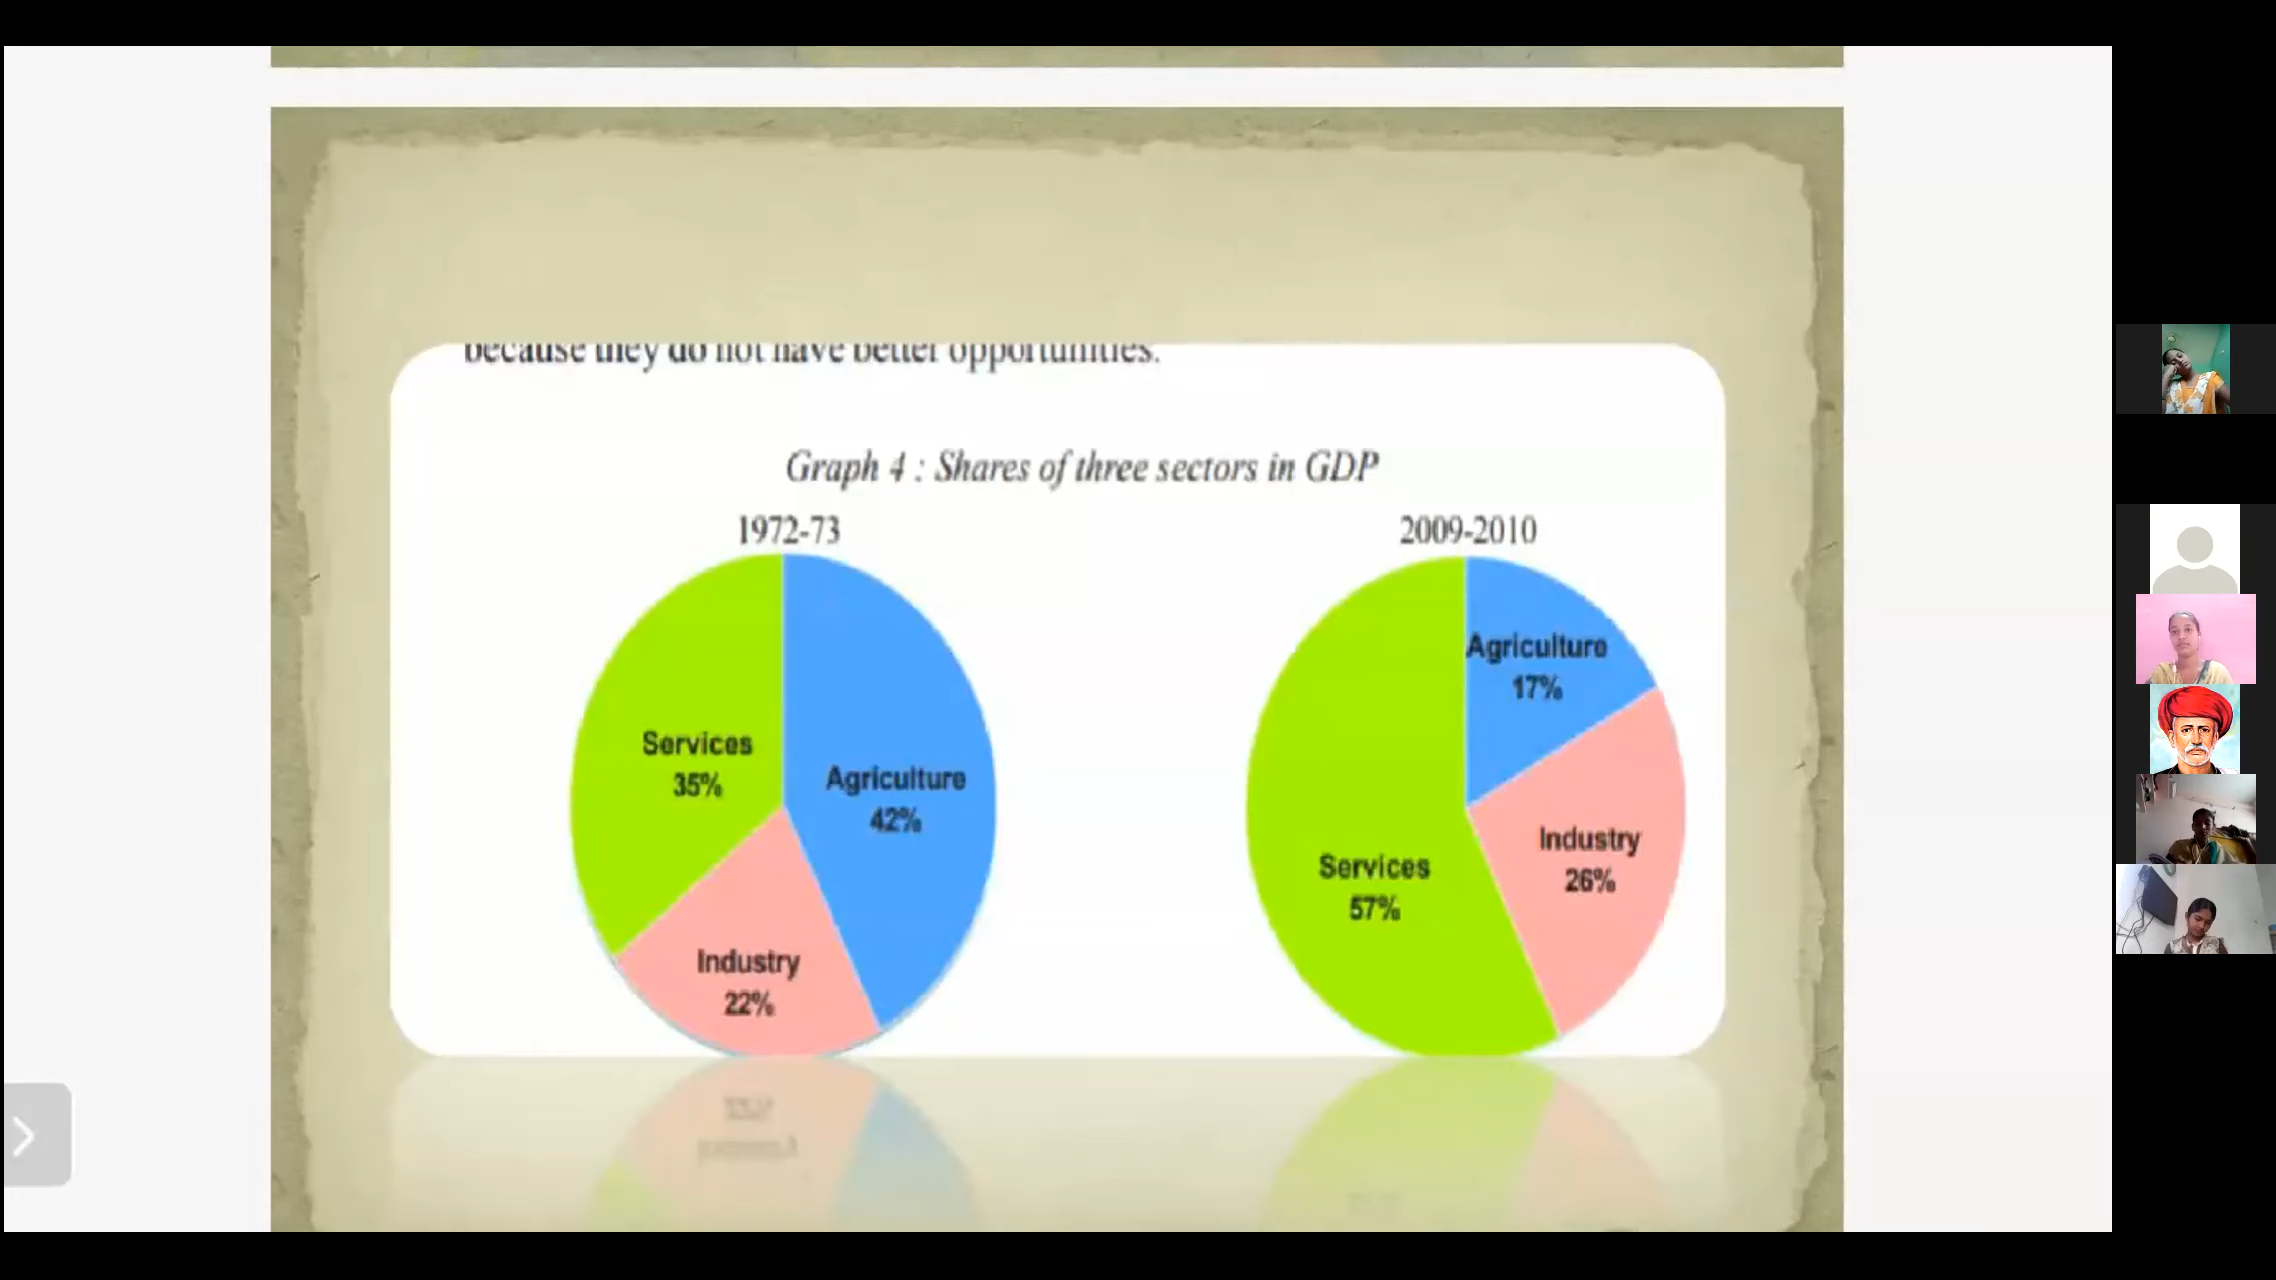 because they do not have better opportunities.
Graph 4 : Shares of three sectors in GDP
1972-73
2009-2010
Services
35%
Agriculture
42%
Industry
22%
Agriculture
17%
Industry
26%
Services
57%